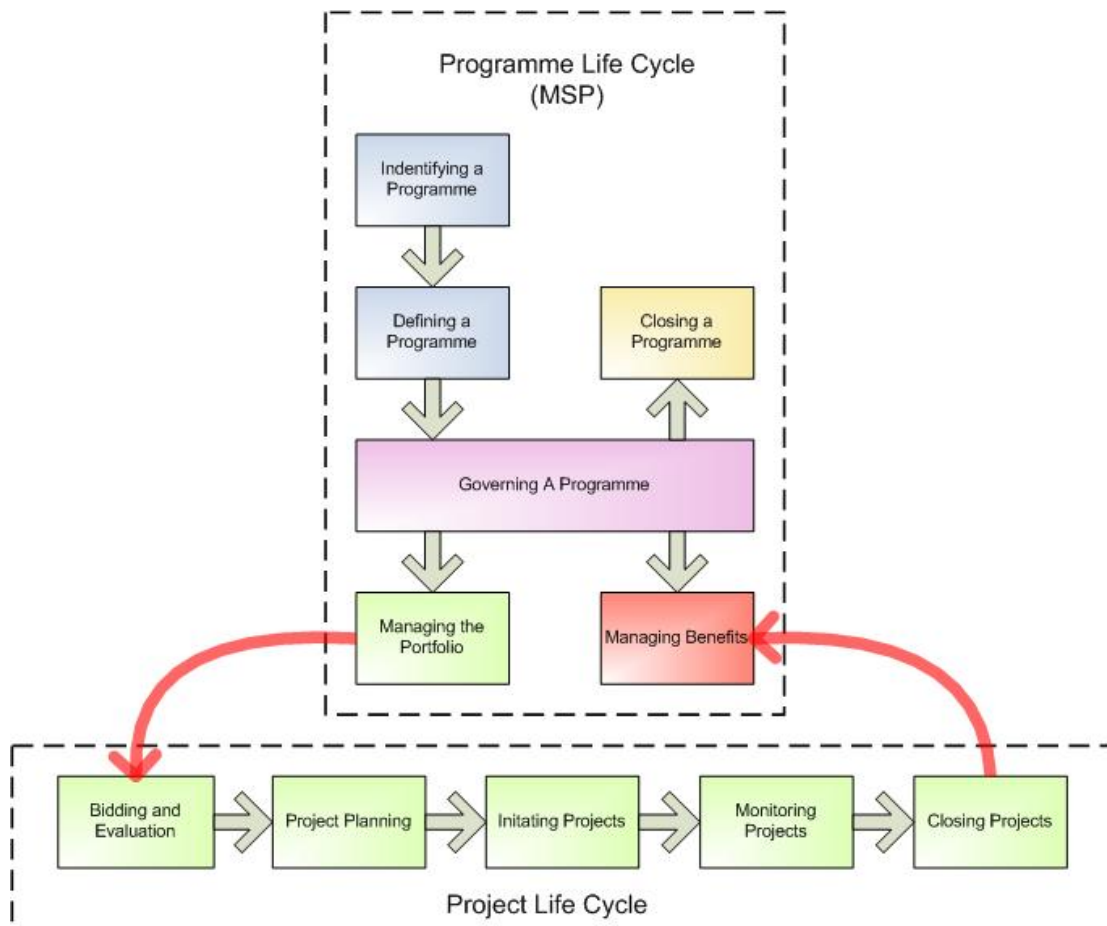 Programme Life Cycle
(MSP)
Indentifying a
Programme
Defining a
Programme
Closing a
Programme
Governing A Programme
Managing the
Portfolio
Managing Benefits
Bidding and
Evaluation
Project Planning
Initating Projects
Monitoring
Projects
Closing Projects
Project Life Cycle